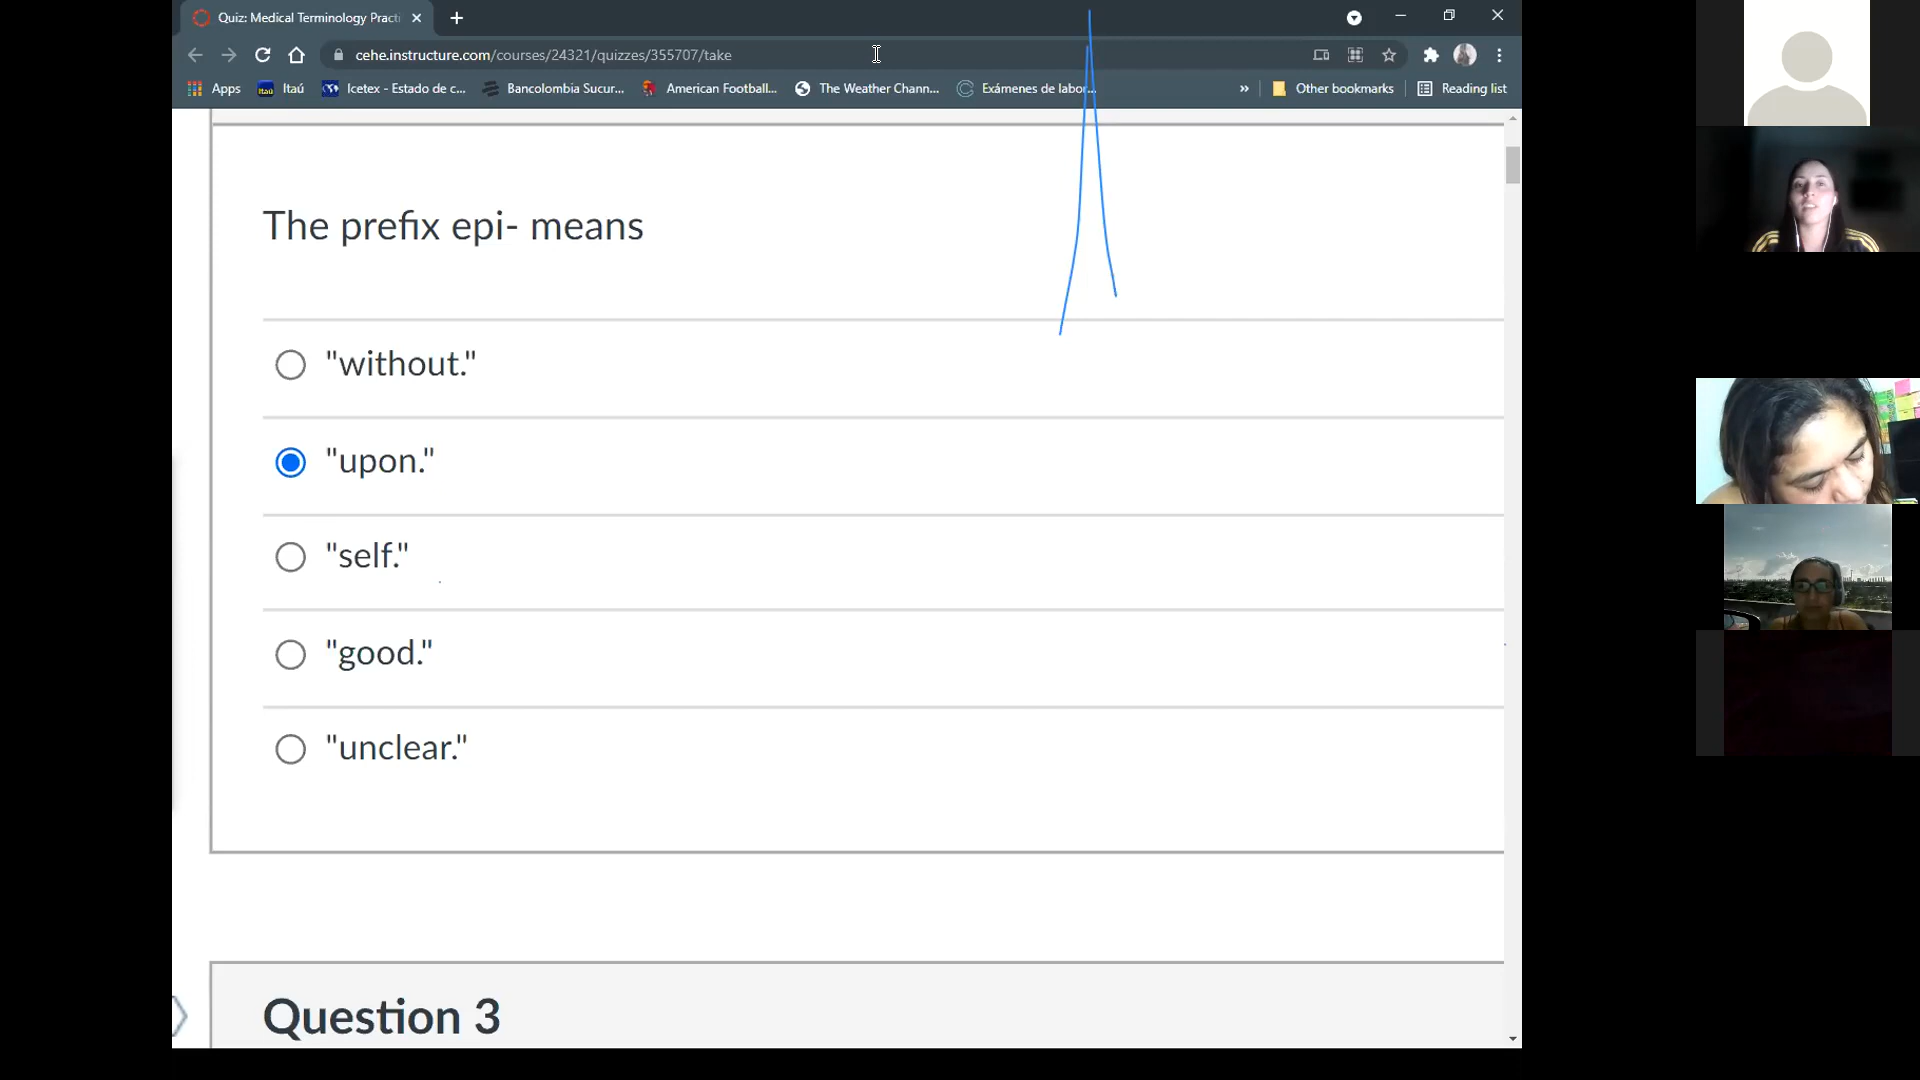 Quiz: Medical Terminology Practi
cehe.instructure.com/courses/24321/quizzes/355707/take
Apps
Itaú
Itaú
Icetex - Estado de c...
Bancolombia Sucur...
American Football...
The Weather Chann...
Exámenes de labor...
»
Other bookmarks
Reading list
The prefix epi- means
"without."
"upon."
"self."
"good."
"unclear."
Question 3